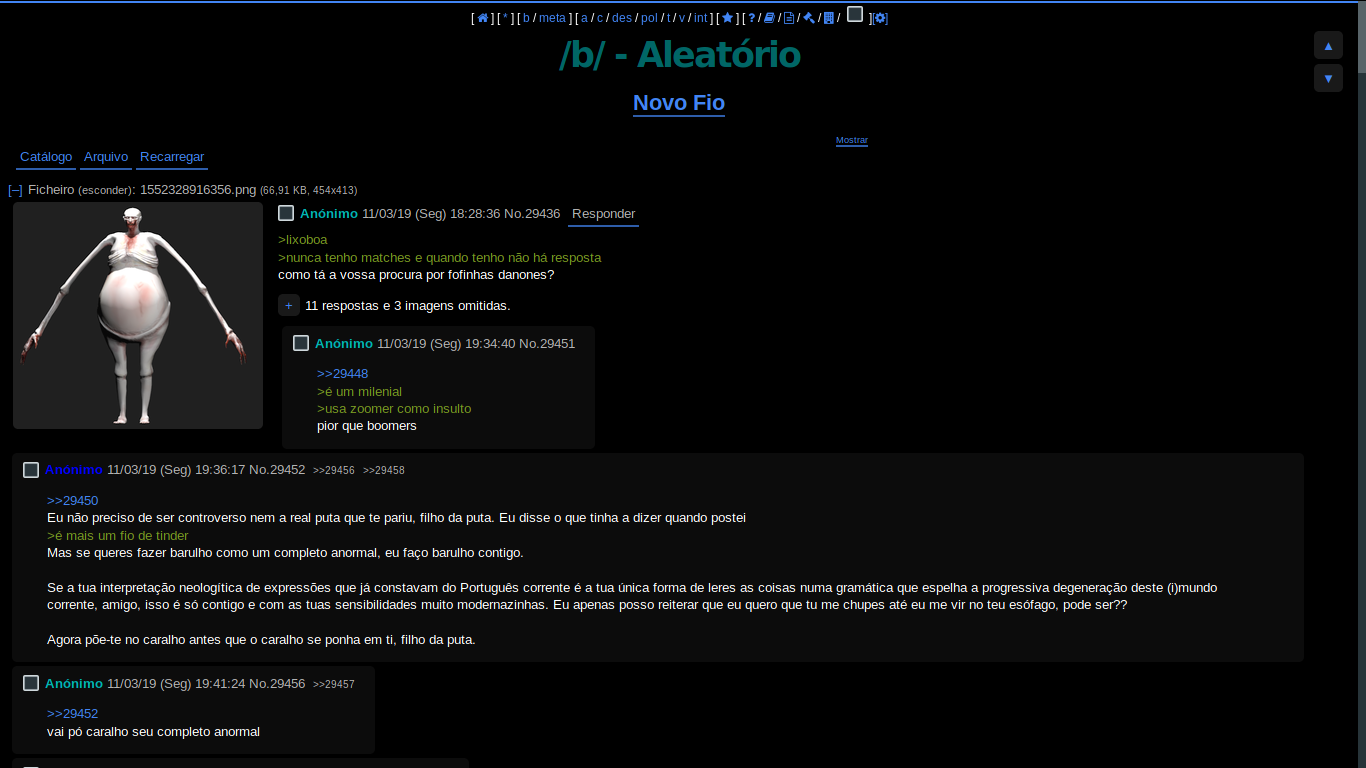 [ ] [ * ] [ b / meta ] [ a / c / des / pol / t / v / int ] [ ★ ] [ ? / / / / / ] [ ]
/b/ - Aleatório
▲
▼
Novo Fio
Mostrar
Catálogo Arquivo Recarregar
[–] Ficheiro (esconder): 1552328916356.png (66,91 KB, 454x413)
Anónimo 11/03/19 (Seg) 18:28:36 No.29436 Responder
>lixoboa
>nunca tenho matches e quando tenho não há resposta
como tá a vossa procura por fofinhas danones?
+ 11 respostas e 3 imagens omitidas.
Anónimo 11/03/19 (Seg) 19:34:40 No.29451
>>29448
>é um milenial
>usa zoomer como insulto
pior que boomers
Anónimo 11/03/19 (Seg) 19:36:17 No.29452 >>29456 >>29458
>>29450
Eu não preciso de ser controverso nem a real puta que te pariu, filho da puta. Eu disse o que tinha a dizer quando postei
>é mais um fio de tinder
Mas se queres fazer barulho como um completo anormal, eu faço barulho contigo.
Se a tua interpretação neologítica de expressões que já constavam do Português corrente é a tua única forma de leres as coisas numa gramática que espelha a progressiva degeneração deste (i)mundo
corrente, amigo, isso é só contigo e com as tuas sensibilidades muito modernazinhas. Eu apenas posso reiterar que eu quero que tu me chupes até eu me vir no teu esófago, pode ser??
Agora põe-te no caralho antes que o caralho se ponha em ti, filho da puta.
Anónimo 11/03/19 (Seg) 19:41:24 No.29456 >>29457
>>29452
vai pó caralho seu completo anormal